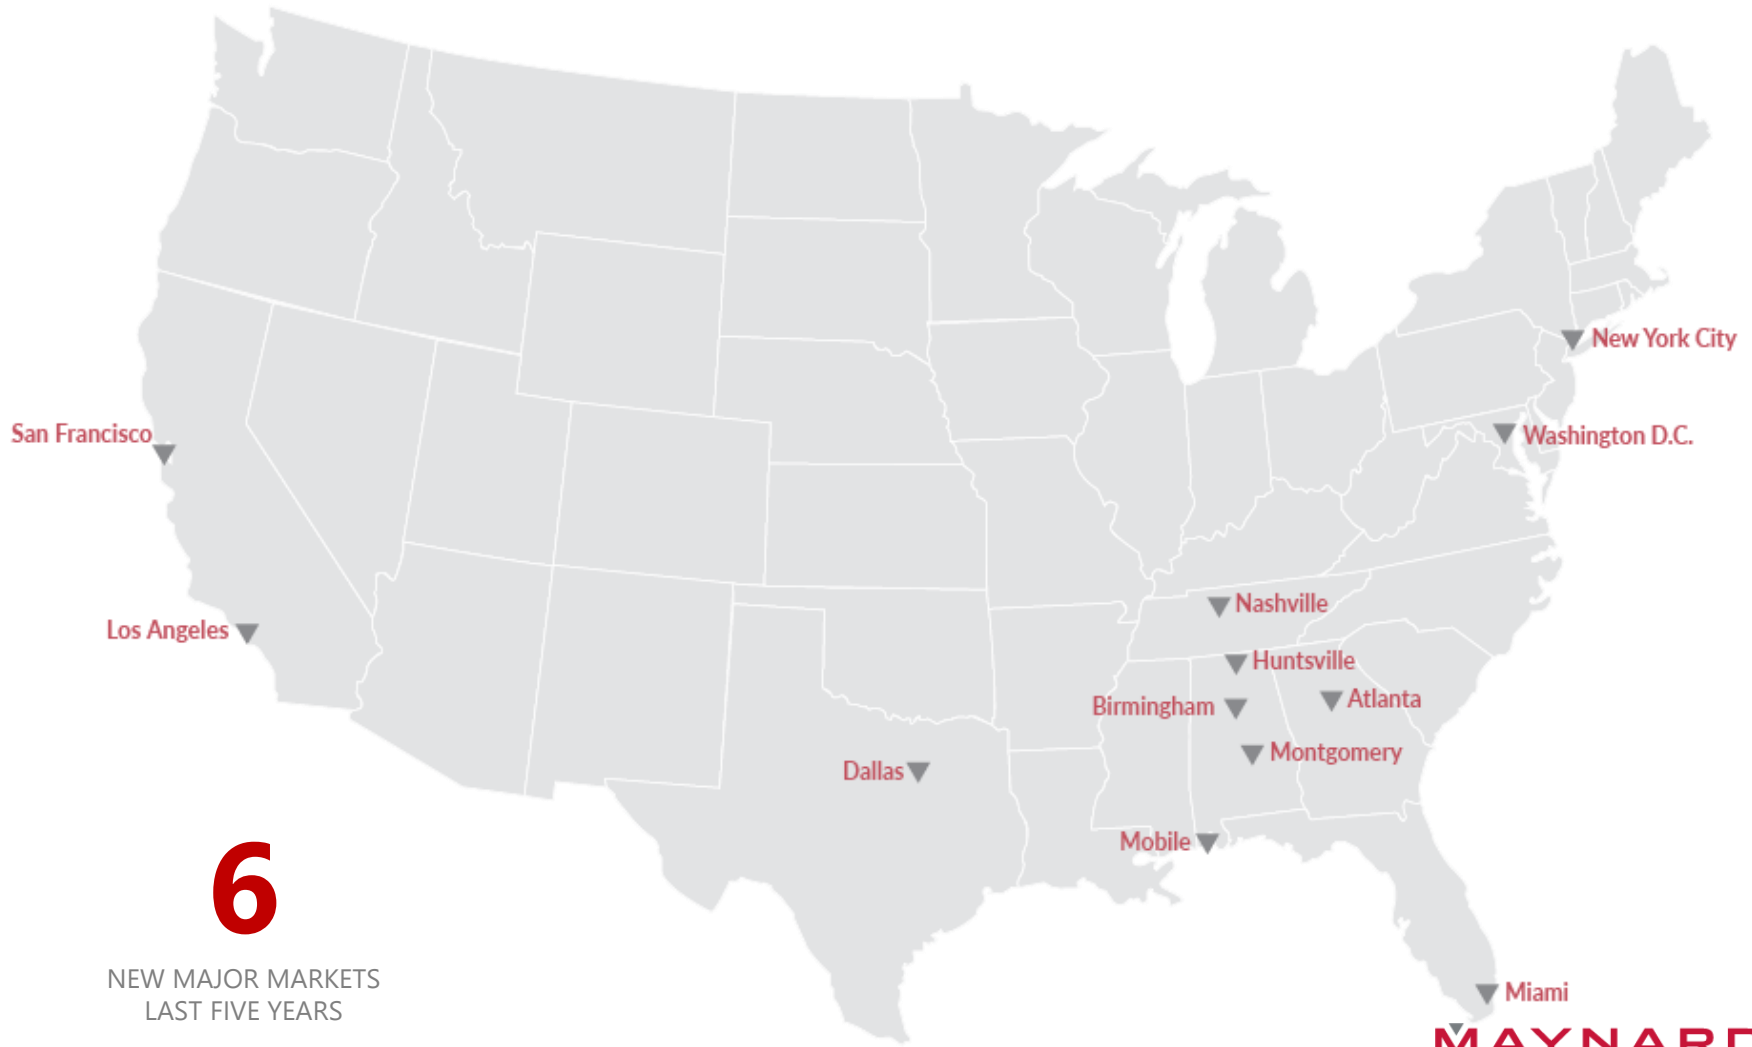 New York City
San Francisco
Washington D.C.
Nashville
Los Angeles
Huntsville
Atlanta
Birmingham
Montgomery
Dallas
Mobile
6
NEW MAJOR MARKETS
LAST FIVE YEARS
Miami
MAYNARD